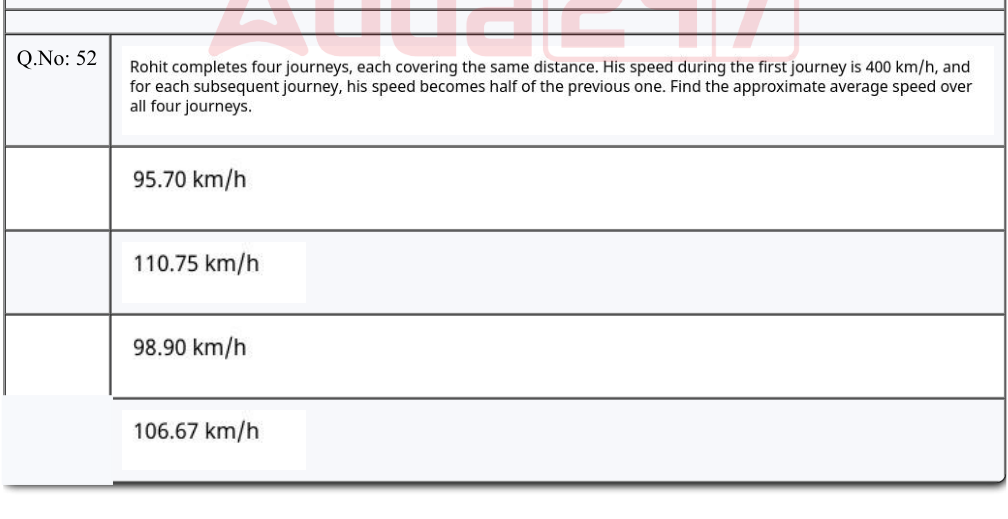 Adda247
Q.No: 52
Rohit completes four journeys, each covering the same distance. His speed during the first journey is 400 km/h, and
for each subsequent journey, his speed becomes half of the previous one. Find the approximate average speed over
all four journeys.
95.70 km/h
110.75 km/h
98.90 km/h
106.67 km/h